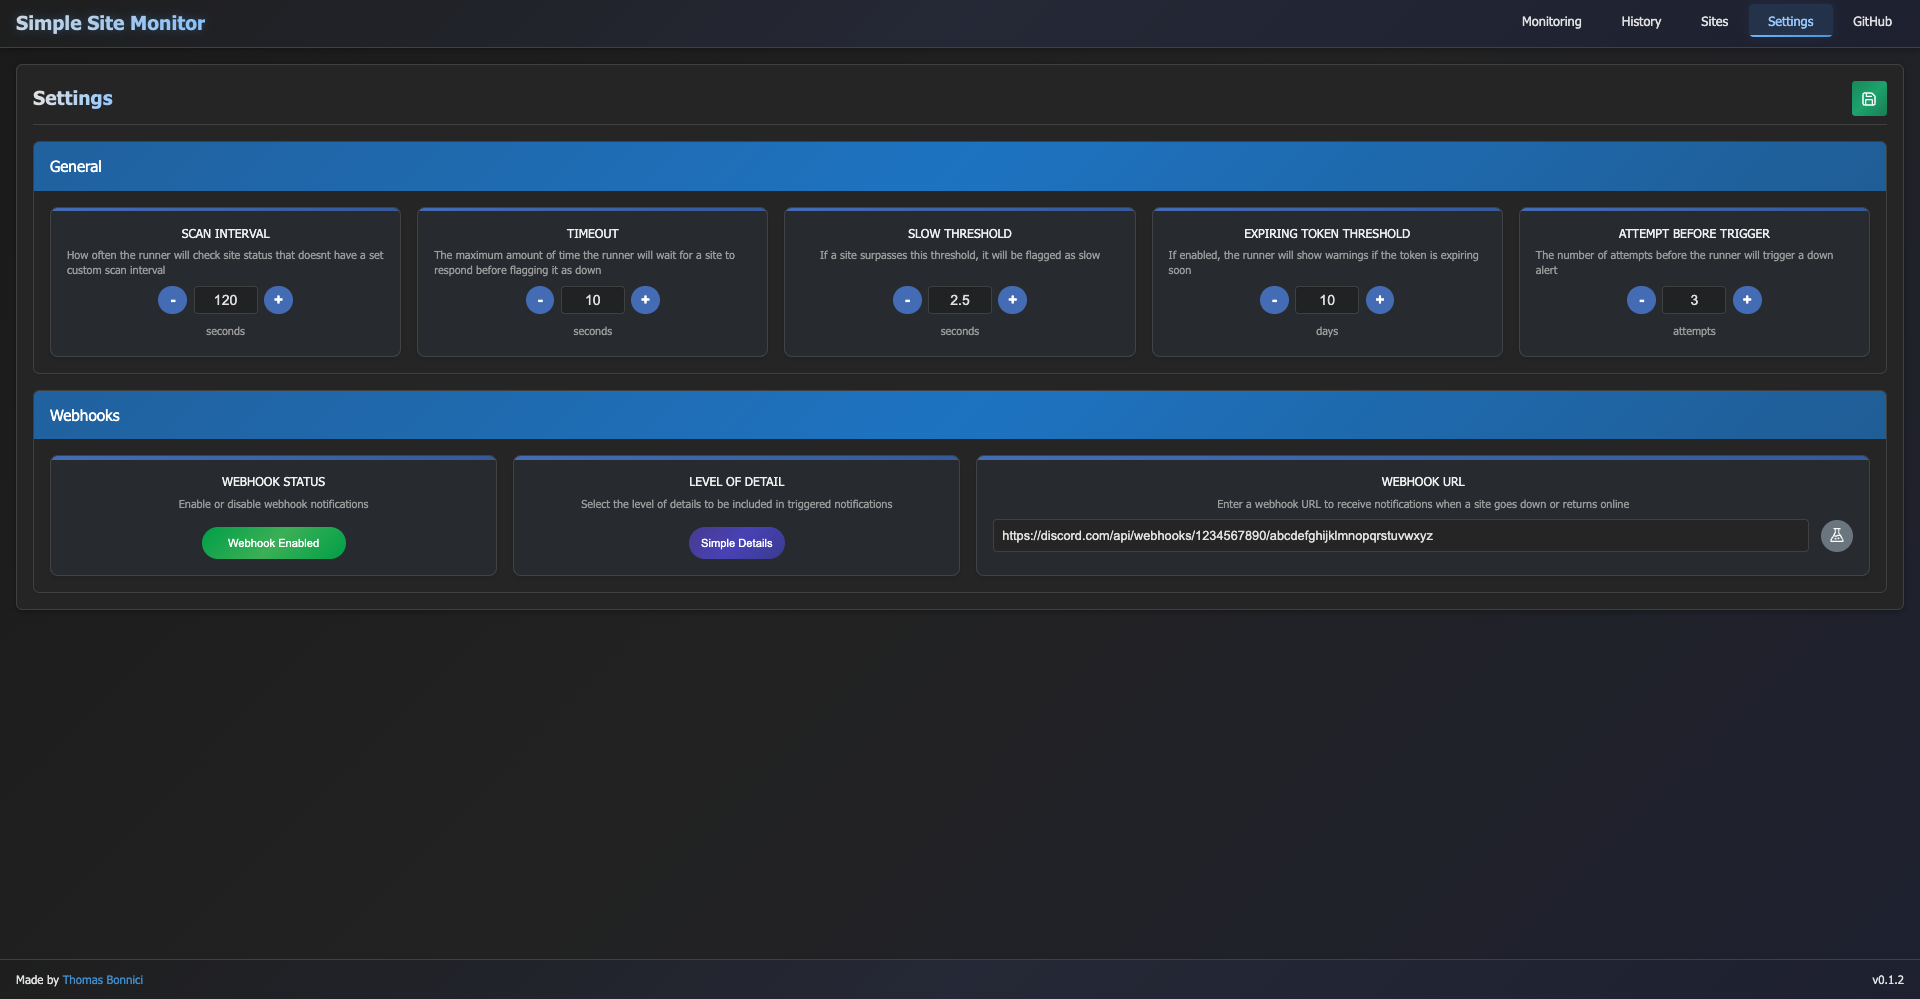 Simple Site Monitor
Monitoring
History
Sites
Settings
GitHub
Settings
General
SCAN INTERVAL
How often the runner will check site status that doesnt have a set
custom scan interval
- 120 +
seconds
TIMEOUT
The maximum amount of time the runner will wait for a site to
respond before flagging it as down
- 10 +
seconds
SLOW THRESHOLD
If a site surpasses this threshold, it will be flagged as slow
- 2.5 +
seconds
EXPIRING TOKEN THRESHOLD
If enabled, the runner will show warnings if the token is expiring
soon
- 10 +
days
ATTEMPT BEFORE TRIGGER
The number of attempts before the runner will trigger a down
alert
- 3 +
attempts
Webhooks
WEBHOOK STATUS
Enable or disable webhook notifications
Webhook Enabled
LEVEL OF DETAIL
Select the level of details to be included in triggered notifications
Simple Details
WEBHOOK URL
Enter a webhook URL to receive notifications when a site goes down or returns online
https://discord.com/api/webhooks/1234567890/abcdefghijklmnopqrstuvwxyz
Made by Thomas Bonnici
v0.1.2